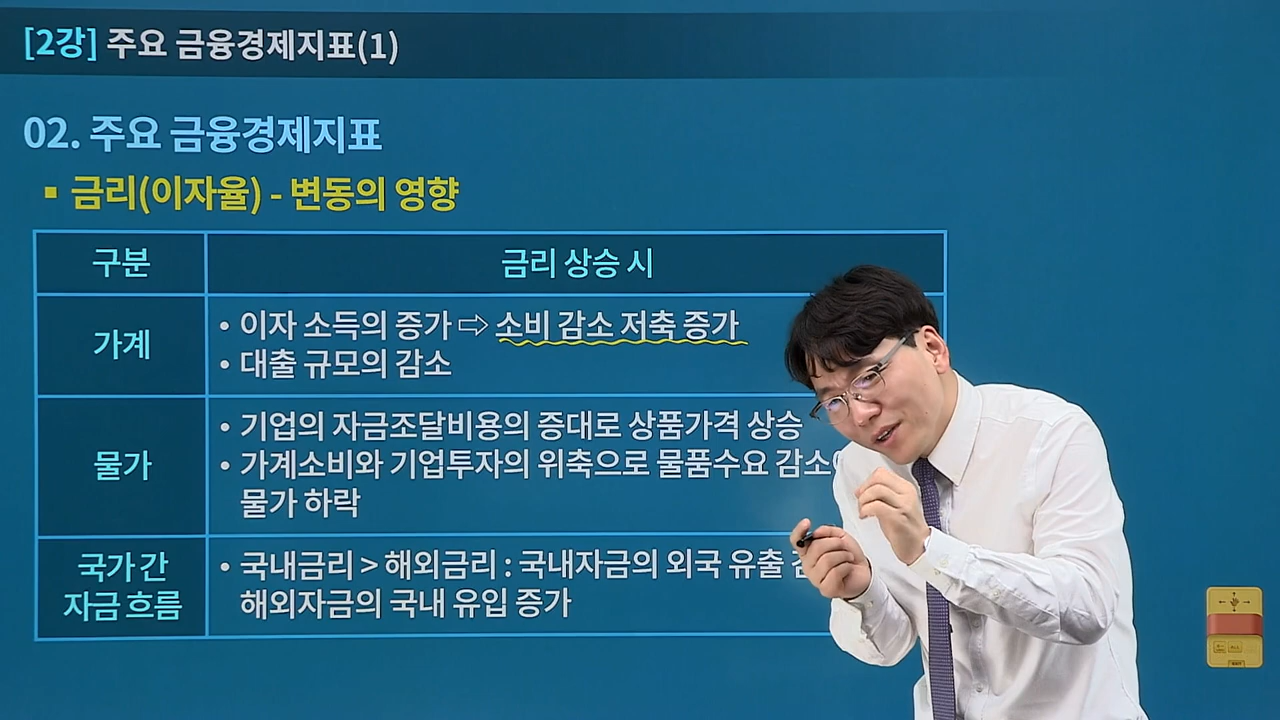 [2강] 주요 금융경제지표(1)
02. 주요 금융경제지표
▪ 금리(이자율) - 변동의 영향
구분
금리 상승 시
가계
• 이자 소득의 증가 ⇨ 소비 감소 저축 증가
• 대출 규모의 감소
물가
• 기업의 자금조달비용의 증대로 상품가격 상승
• 가계소비와 기업투자의 위축으로 물품수요 감소
물가 하락
국가 간
자금 흐름
• 국내금리 > 해외금리 : 국내자금의 외국 유출
해외자금의 국내 유입 증가